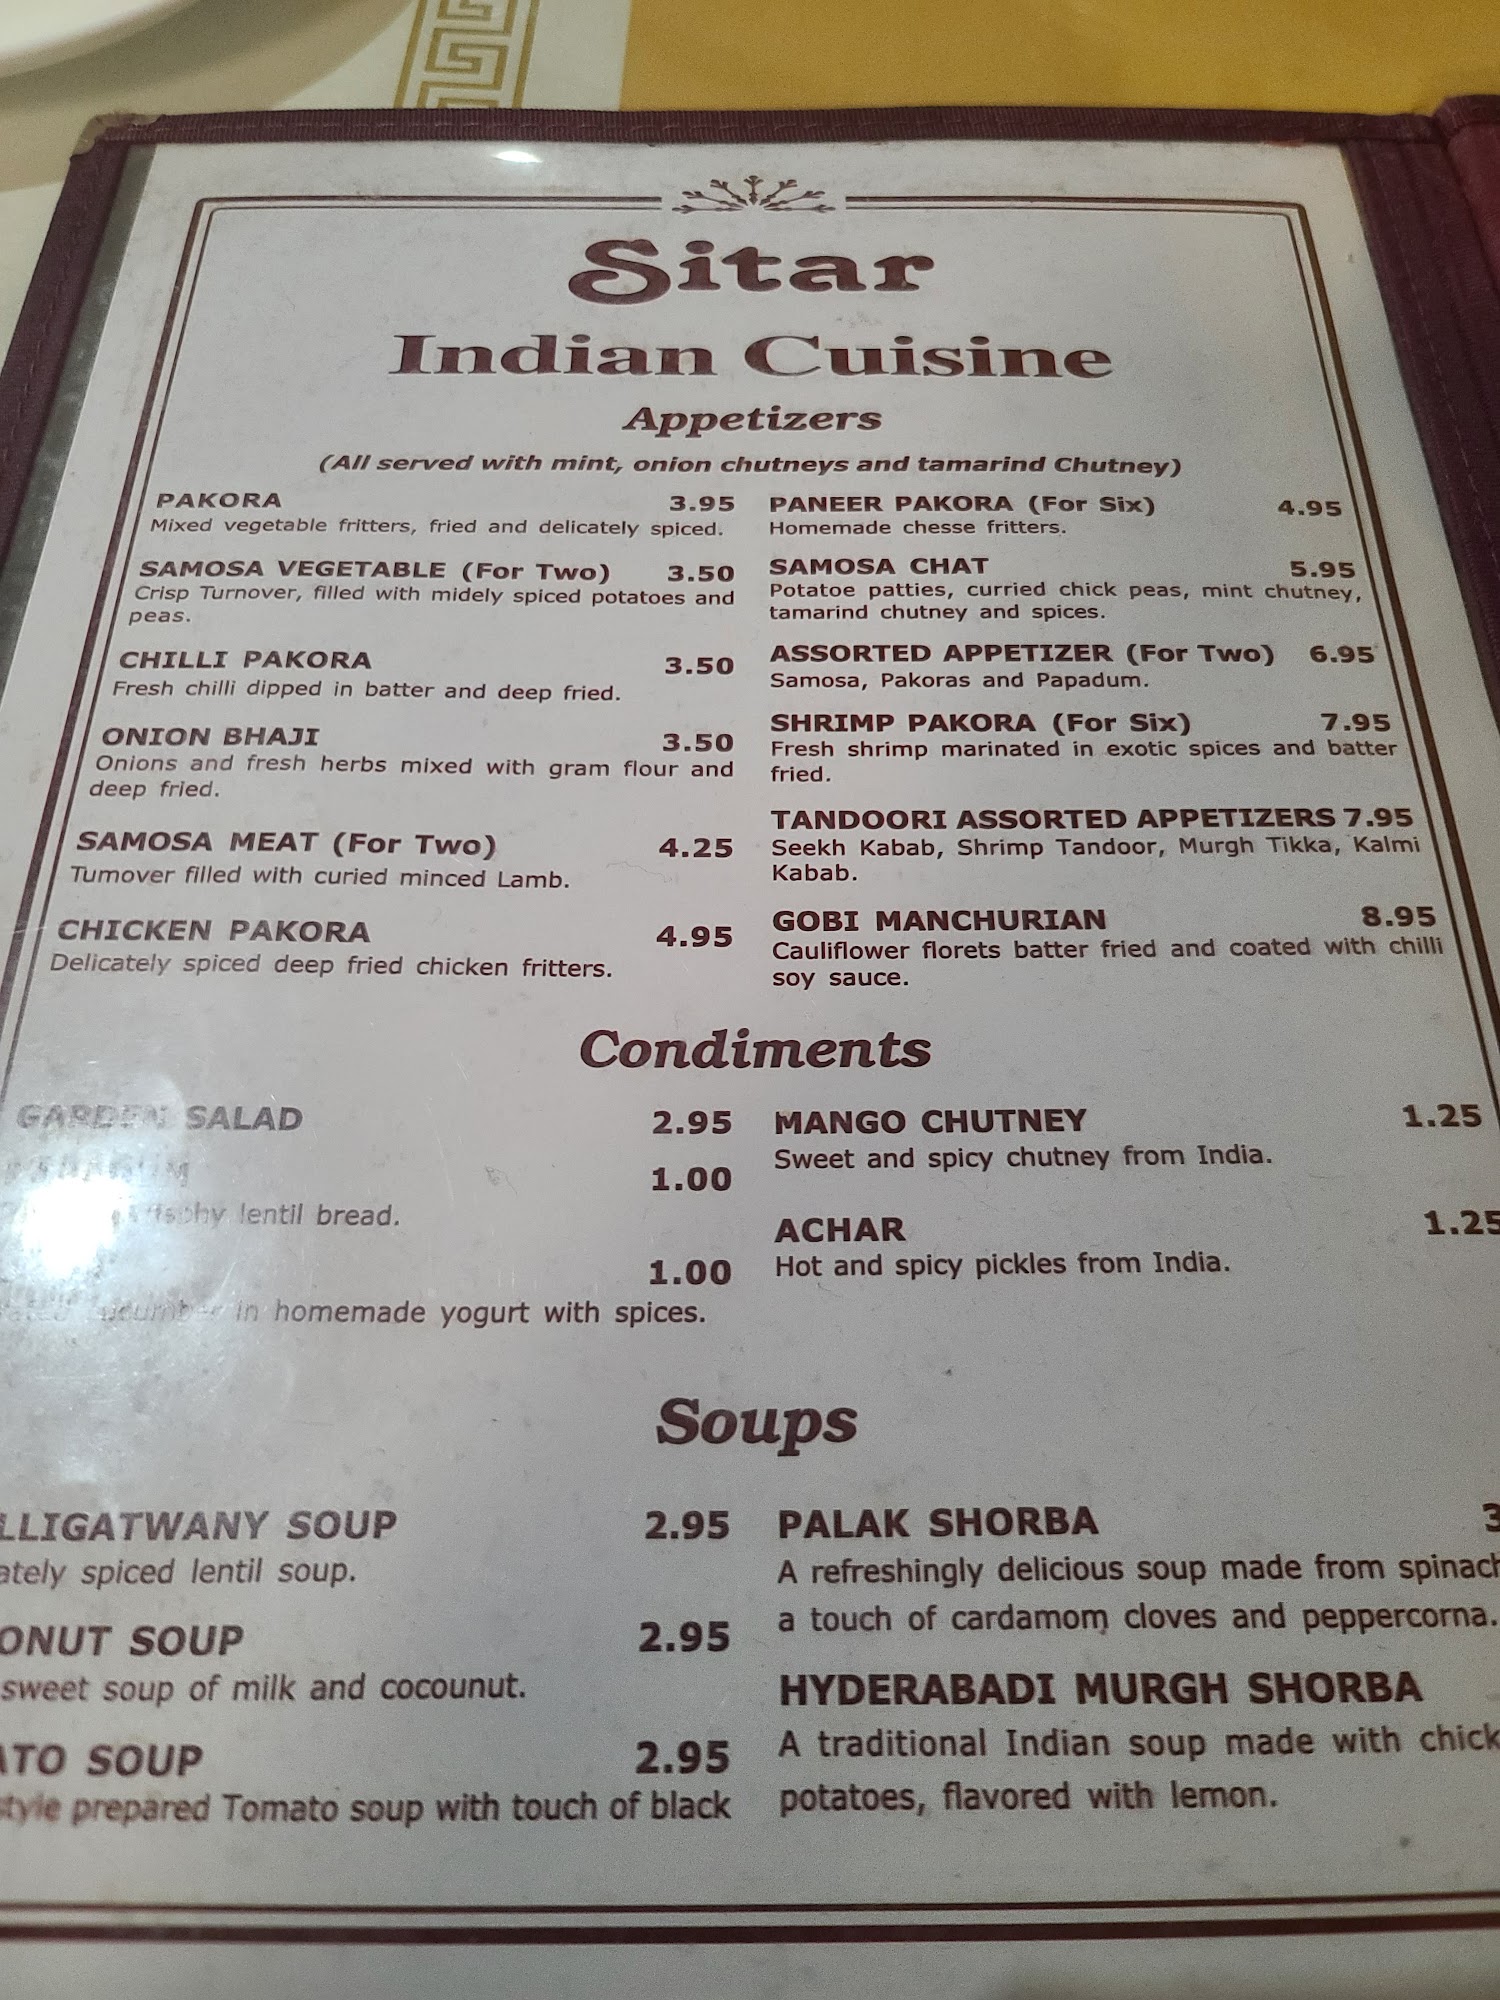 Sitar
Indian Cuisine
Appetizers
(All served with mint, onion chutneys and tamarind Chutney)
PAKORA 3.95
Mixed vegetable fritters, fried and delicately spiced.
SAMOSA VEGETABLE (For Two) 3.50
Crisp Turnover, filled with midely spiced potatoes and
peas.
CHILLI PAKORA 3.50
Fresh chilli dipped in batter and deep fried.
ONION BHAJI 3.50
Onions and fresh herbs mixed with gram flour and
deep fried.
SAMOSA MEAT (For Two) 4.25
Tumover filled with curied minced Lamb.
CHICKEN PAKORA 4.95
Delicately spiced deep fried chicken fritters.
PANEER PAKORA (For Six) 4.95
Homemade chesse fritters.
SAMOSA CHAT 5.95
Potatoe patties, curried chick peas, mint chutney,
tamarind chutney and spices.
ASSORTED APPETIZER (For Two) 6.95
Samosa, Pakoras and Papadum.
SHRIMP PAKORA (For Six) 7.95
Fresh shrimp marinated in exotic spices and batter
fried.
TANDOORI ASSORTED APPETIZERS 7.95
Seekh Kabab, Shrimp Tandoor, Murgh Tikka, Kalmi
Kabab.
GOBI MANCHURIAN 8.95
Cauliflower florets batter fried and coated with chilli
soy sauce.
Condiments
GARDEN SALAD 2.95
1.00
lentil bread.
1.00
cucumber in homemade yogurt with spices.
MANGO CHUTNEY 1.25
Sweet and spicy chutney from India.
ACHAR 1.25
Hot and spicy pickles from India.
Soups
LLIGATWANY SOUP 2.95
ately spiced lentil soup.
ONUT SOUP 2.95
sweet soup of milk and cocounut.
ATO SOUP 2.95
style prepared Tomato soup with touch of black
PALAK SHORBA 3
A refreshingly delicious soup made from spinach
a touch of cardamom cloves and peppercorna.
HYDERABADI MURGH SHORBA
A traditional Indian soup made with chick
potatoes, flavored with lemon.